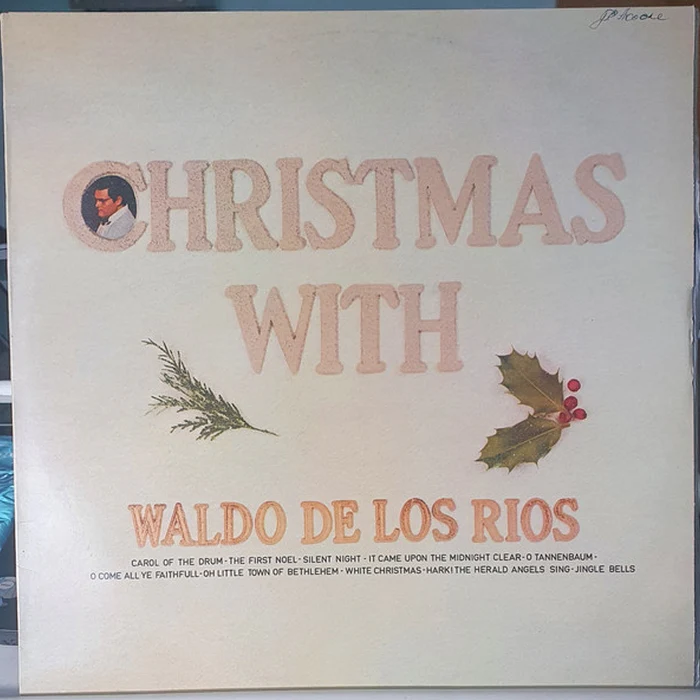 CHRISTMAS
WITH
WALDO DE LOS RIOS
CAROL OF THE DRUM·THE FIRST NOEL·SILENT NIGHT·IT CAME UPON THE MIDNIGHT CLEAR·O TANNENBAUM·
O COME ALL YE FAITHFULL·OH LITTLE TOWN OF BETHLEHEM·WHITE CHRISTMAS·HARK! THE HERALD ANGELS SING·JINGLE BELLS